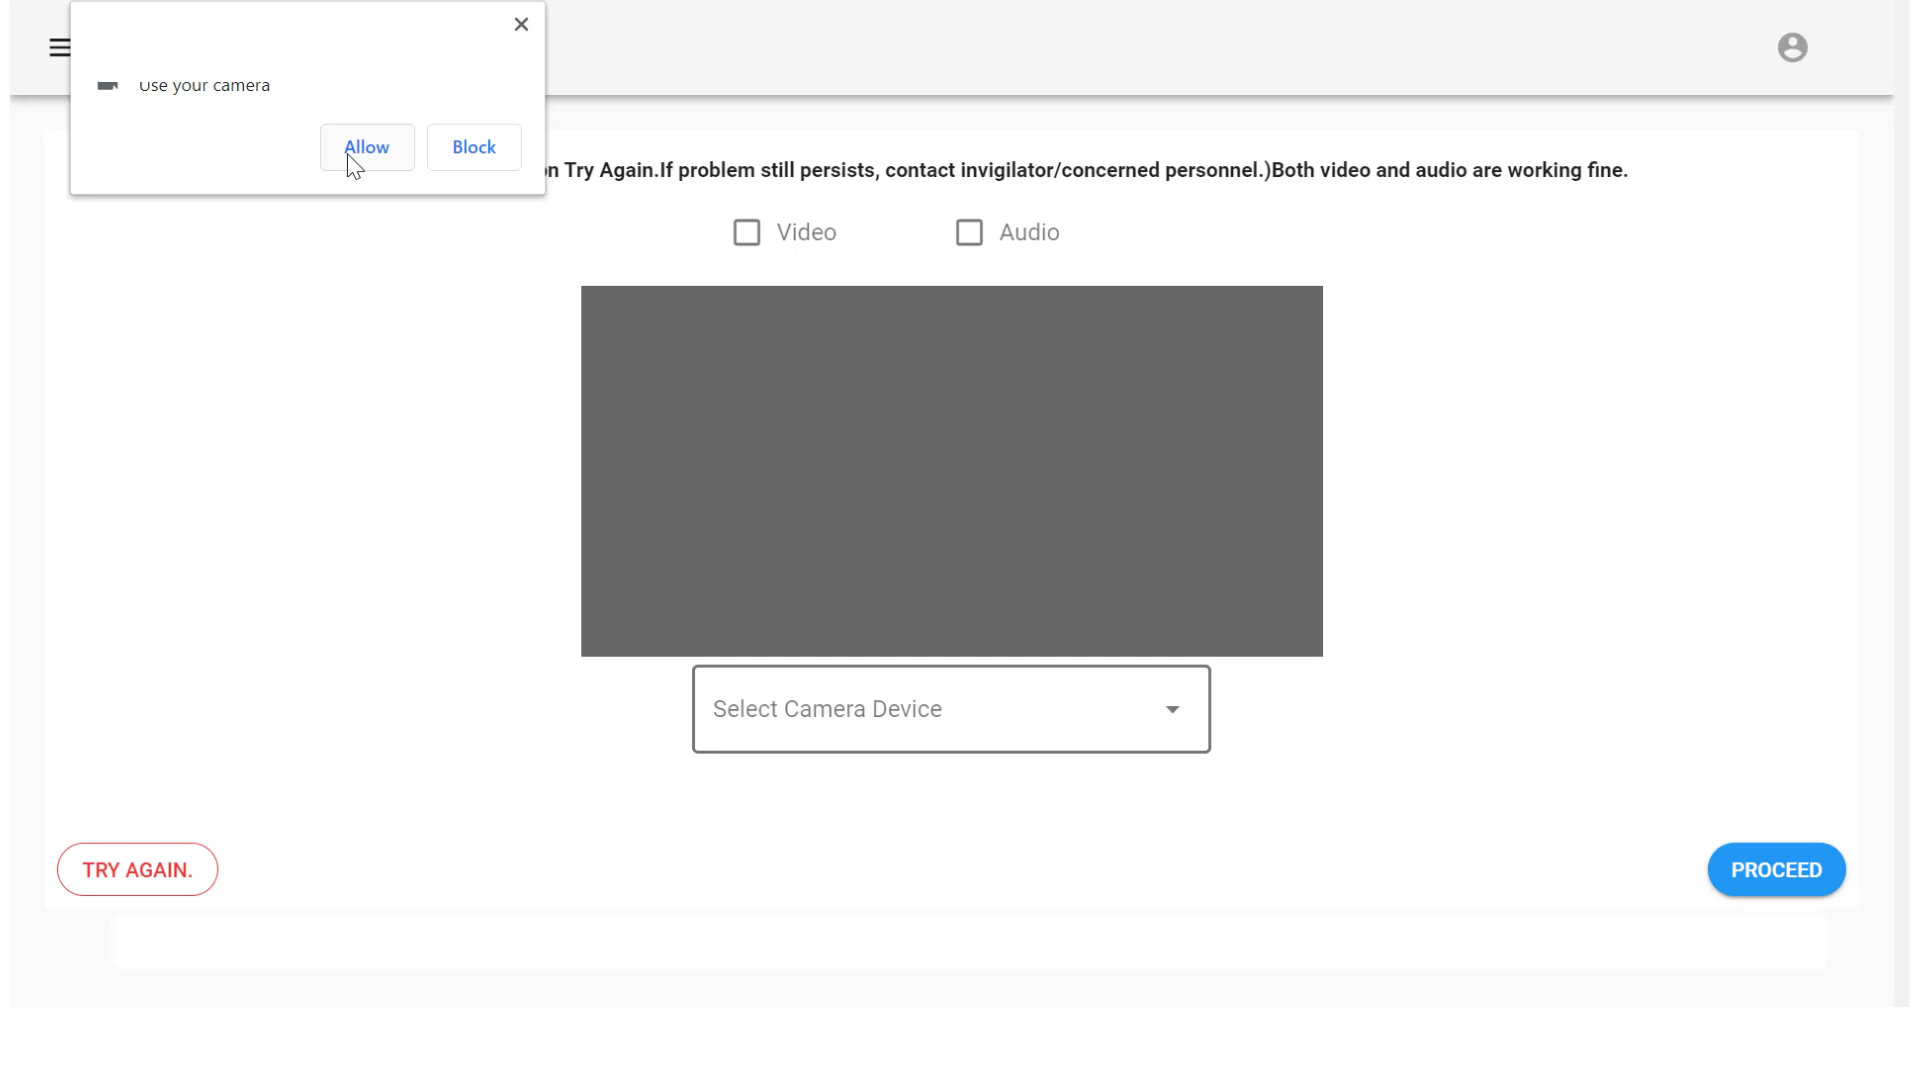 Use your camera
Allow Block
n Try Again.If problem still persists, contact invigilator/concerned personnel.)Both video and audio are working fine.
Video Audio
Select Camera Device
TRY AGAIN. PROCEED